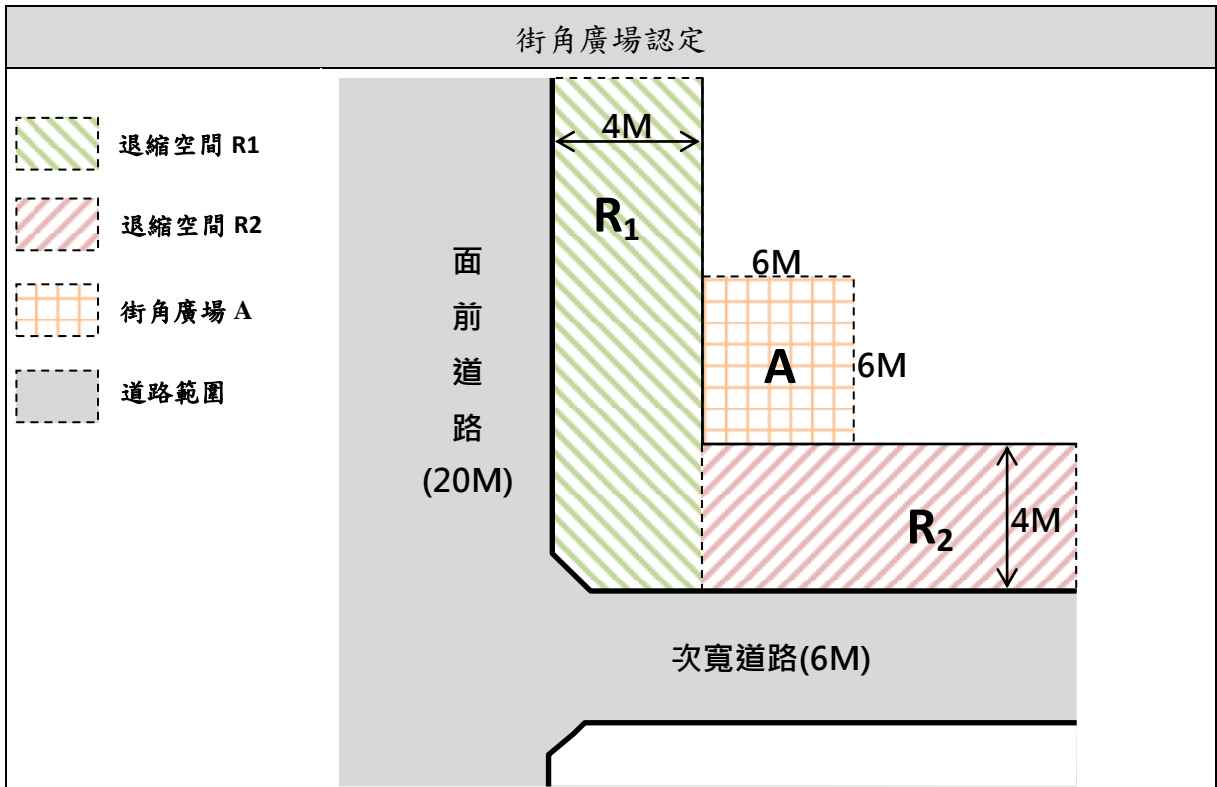 街角廣場認定
退縮空間 R1
退縮空間 R2
街角廣場 A
道路範圍
面
前
道
路
(20M)
4M
R₁
6M
A
6M
R₂
4M
次寬道路(6M)